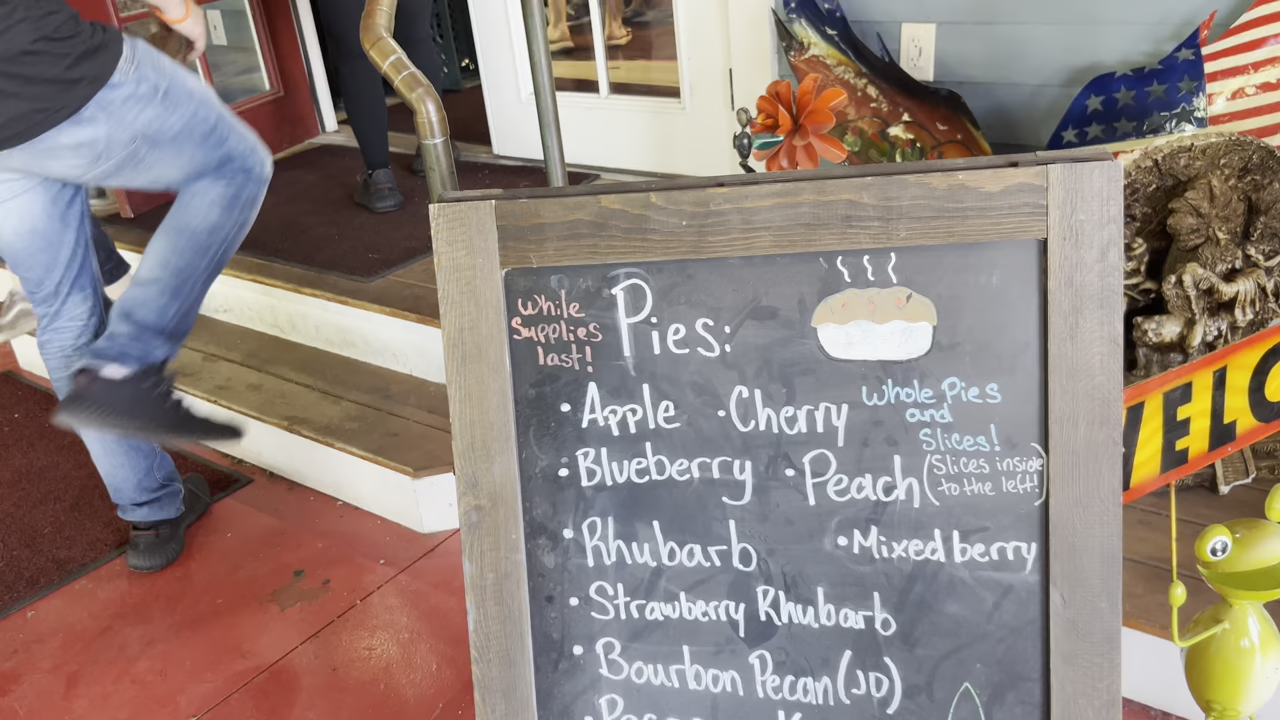 While
Supplies
last!
Pies:
• Apple • Cherry
Whole Pies
and
Slices!
• Blueberry • Peach
(Slices inside
to the left!)
• Rhubarb • Mixed berry
• Strawberry Rhubarb
• Bourbon Pecan (JD)